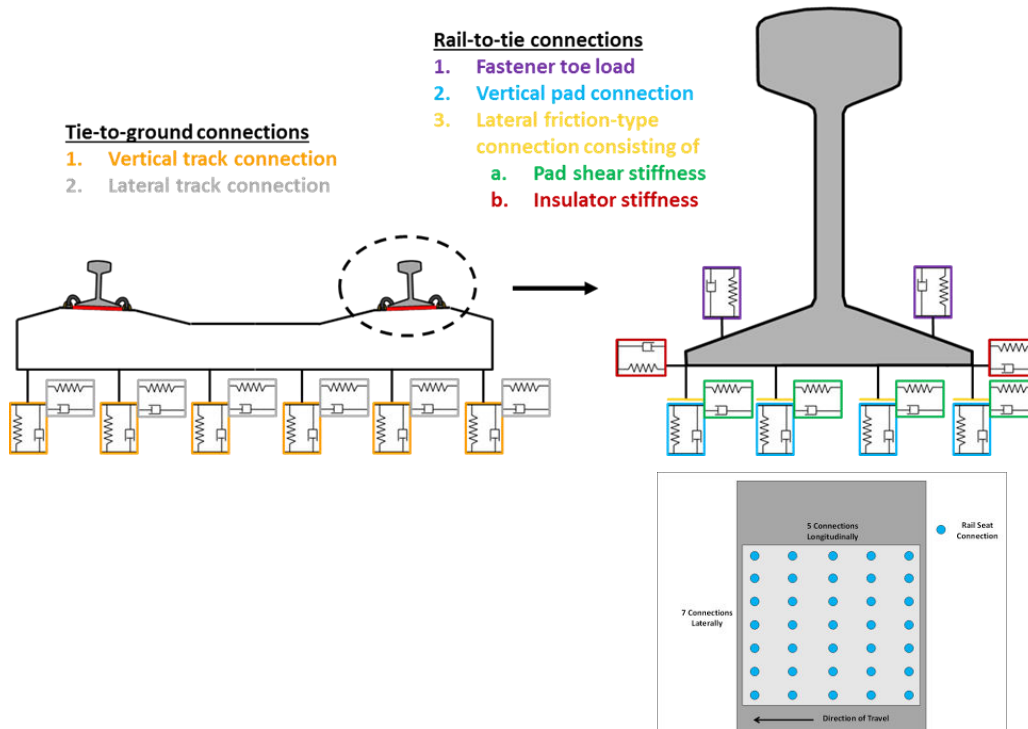 Rail-to-tie connections
1. Fastener toe load
2. Vertical pad connection
3. Lateral friction-type
connection consisting of
a. Pad shear stiffness
b. Insulator stiffness
Tie-to-ground connections
1. Vertical track connection
2. Lateral track connection
5 Connections
Longitudinally
Rail Seat
Connection
7 Connections
Laterally
Direction of Travel